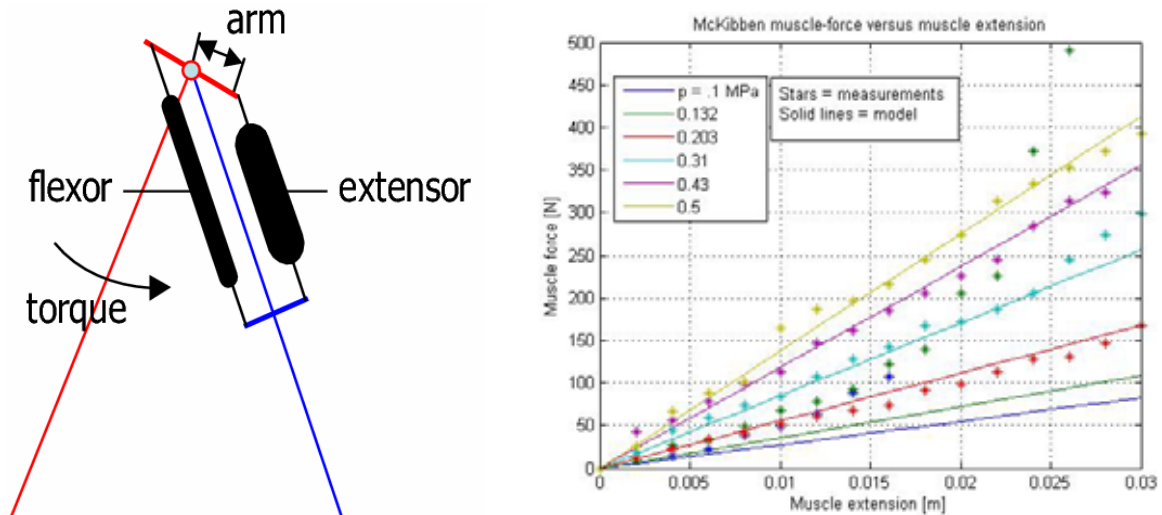 arm
flexor
extensor
torque
McKibben muscle-force versus muscle extension
500
450
400
350
300
250
200
150
100
50
0
Muscle force [N]
p = .1 MPa
0.132
0.203
0.31
0.43
0.5
Stars = measurements
Solid lines = model
0
0.005
0.01
0.015
0.02
0.025
0.03
Muscle extension [m]